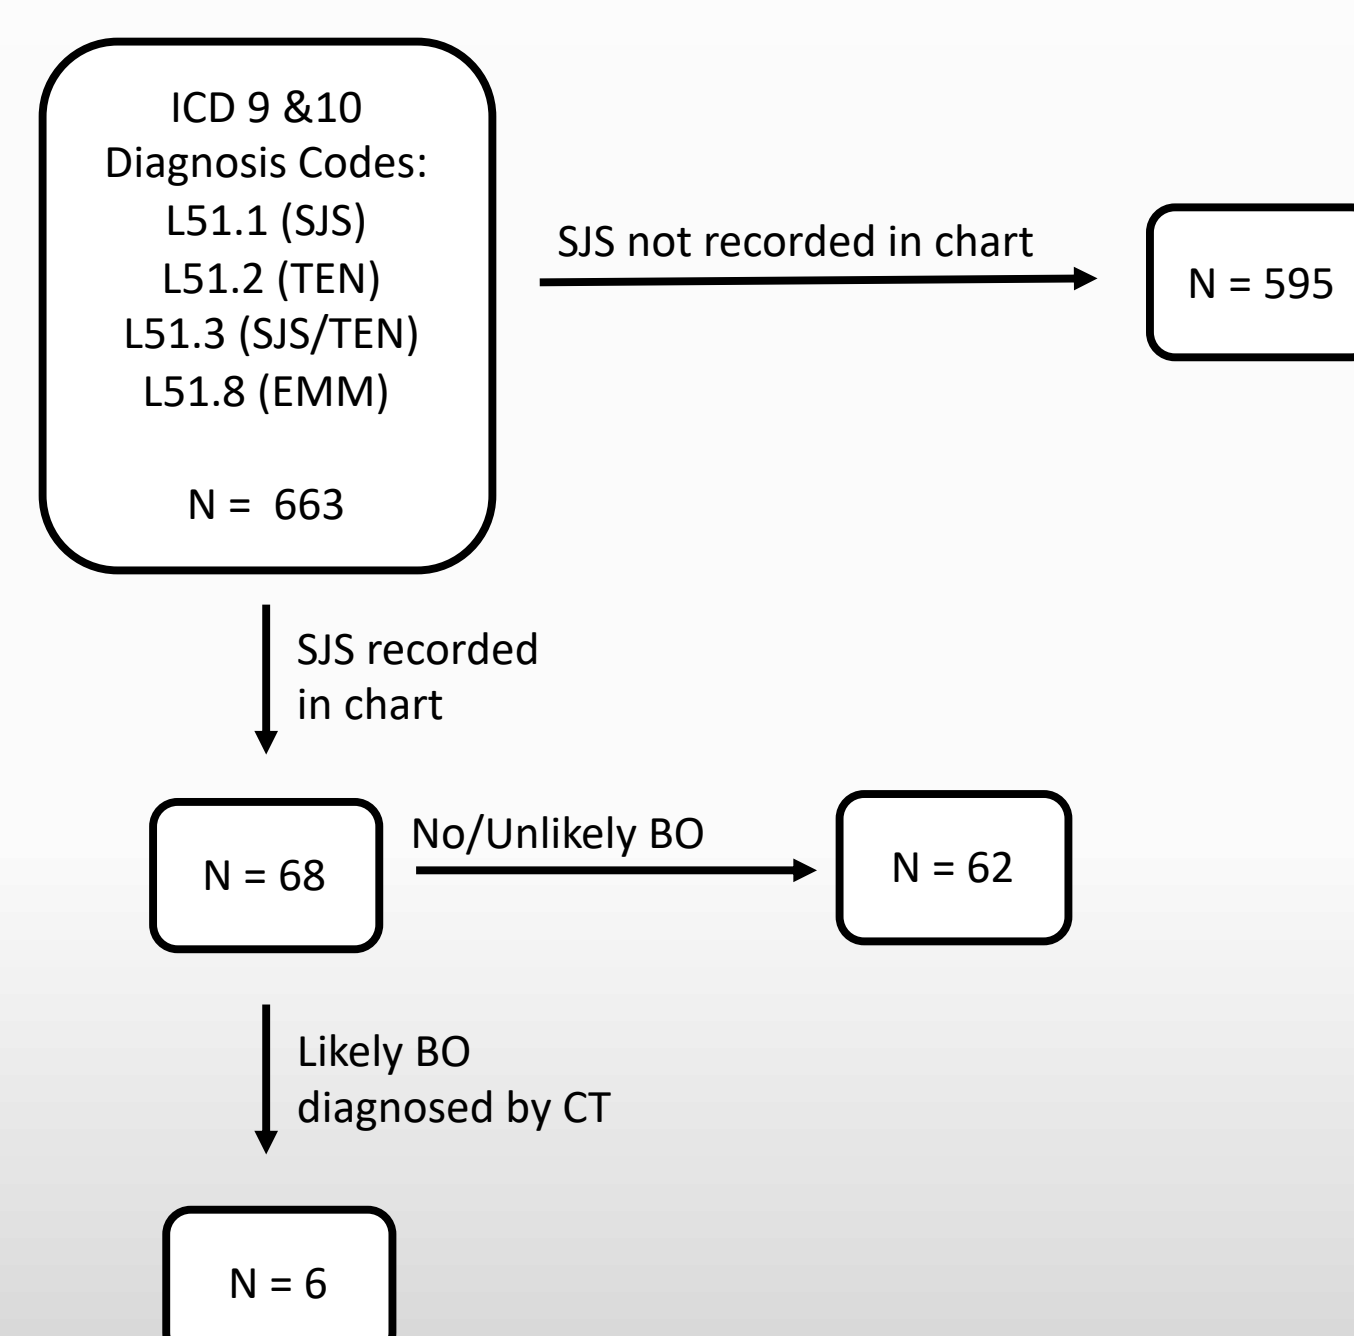 ICD 9 &10
Diagnosis Codes:
L51.1 (SJS)
L51.2 (TEN)
L51.3 (SJS/TEN)
L51.8 (EMM)
N =  663
SJS not recorded in chart
N = 595
SJS recorded
in chart
N = 68
No/Unlikely BO
N = 62
Likely BO
diagnosed by CT
N = 6